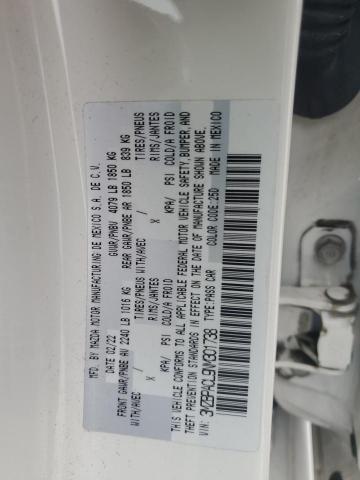 MFD. BY MAZDA MOTOR MANUFACTURING DE MEXICO S.A. DE C.V.
DATE 02/22 GVWR/PNBV 4079 LB 1850 KG
FRONT GAWR/PNBE AV 2240 LB 1016 KG REAR GAWR/PNBE AR 1850 LB 839 KG
WITH/AVEC / TIRES/PNEUS WITH/AVEC / TIRES/PNEUS
X RIMS/JANTES X RIMS/JANTES
KPA/ PSI COLD/A FROID KPA/ PSI COLD/A FROID
THIS VEHICLE CONFORMS TO ALL APPLICABLE FEDERAL MOTOR VEHICLE SAFETY, BUMPER, AND
THEFT PREVENTION STANDARDS IN EFFECT ON THE DATE OF MANUFACTURE SHOWN ABOVE.
VIN: TYPE:PASS CAR COLOR CODE:25D MADE IN MEXICO